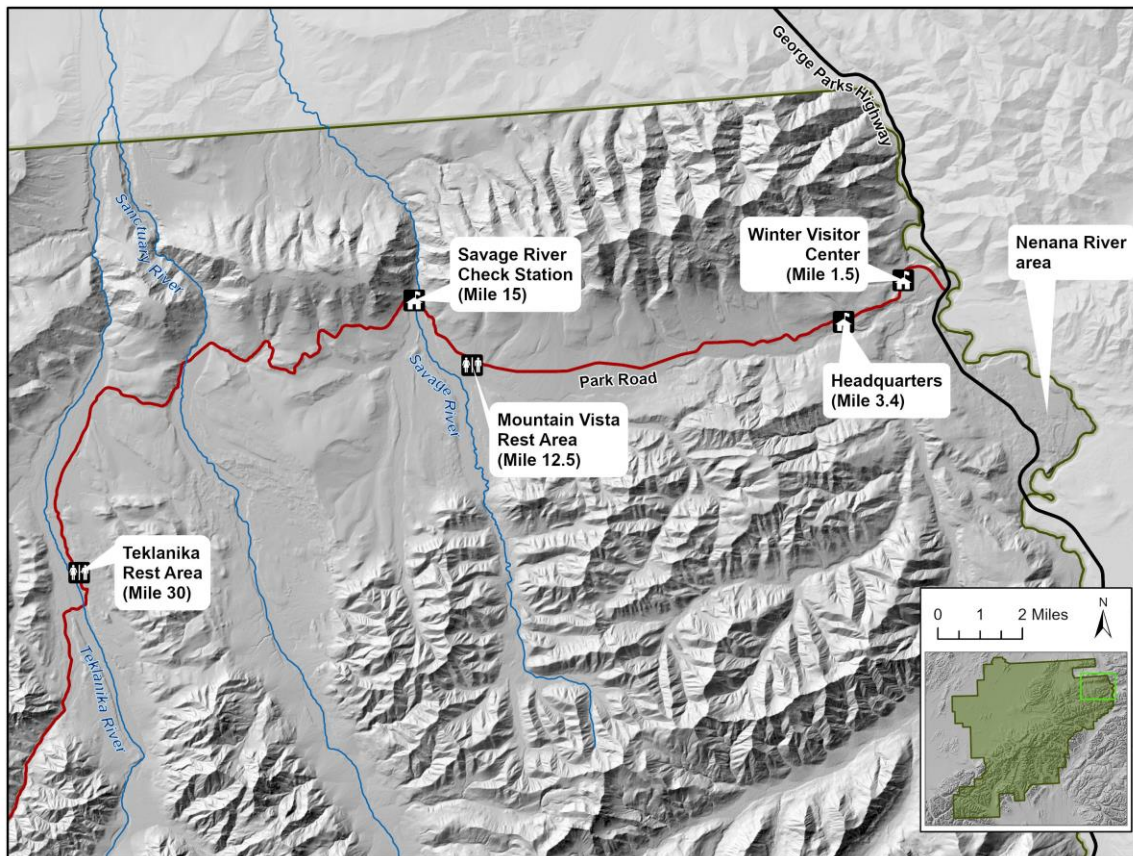 George Parks Highway
Sanctuary River
Savage River
Check Station
(Mile 15)
Winter Visitor
Center
(Mile 1.5)
Nenana River
area
Savage River
Park Road
Mountain Vista
Rest Area
(Mile 12.5)
Headquarters
(Mile 3.4)
Teklanika
Rest Area
(Mile 30)
Teklanika River
0 1 2 Miles
N